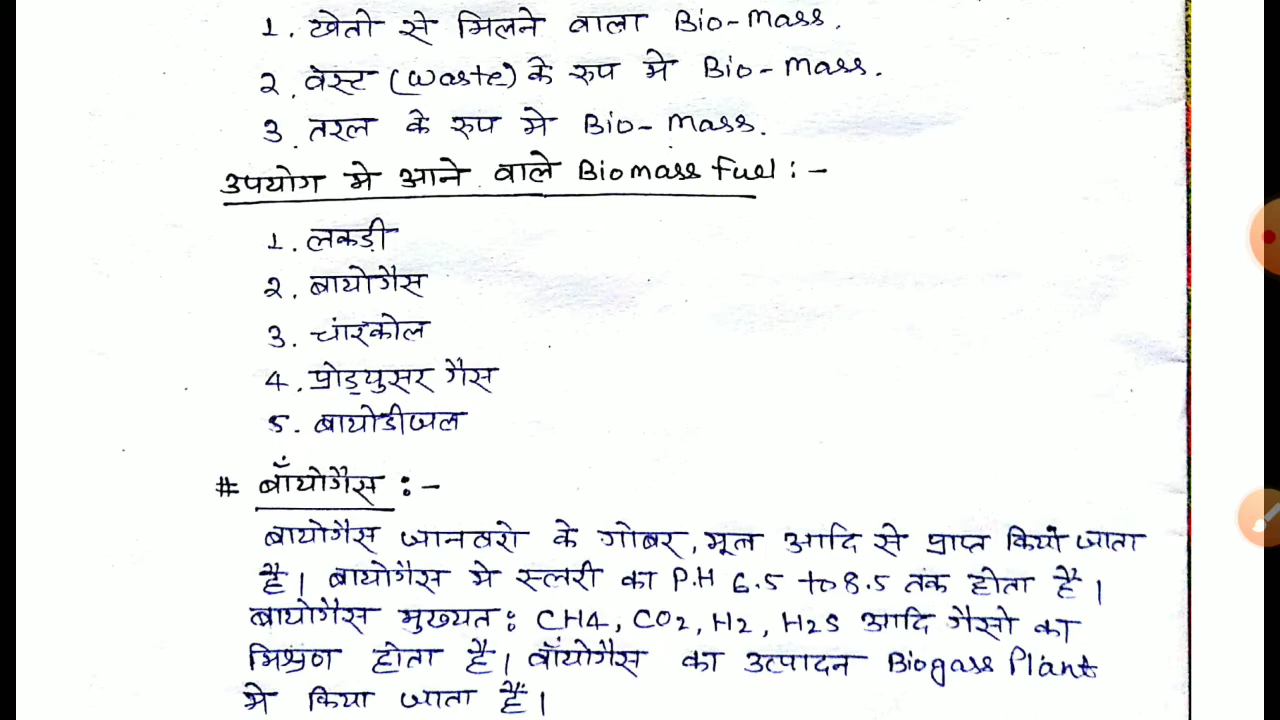 1. खेतो से मिलने वाला Bio-Mass.
2. वेस्ट (Waste) के रुप मे Bio-Mass.
3. तरल के रुप मे Bio-Mass.
उपयोग मे आने वाले Biomass Fuel :-
1. लकड़ी
2. बायोगैस
3. चांरकोल
4. प्रोड्युसर गैस
5. बायोडीजल
# बाँयोगैस :-
बायोगैस जानवरो के गोबर, मूत्र आदि से प्राप्त किया जाता
है। बायोगैस मे स्लरी का P.H 6.5 to 8.5 तक होता है।
बायोगैस मुख्यत: CH4, CO2, H2, H2S आदि गैसो का
मिश्रण होता है। बाँयोगैस का उत्पादन Biogass Plant
मे किया जाता हैं।